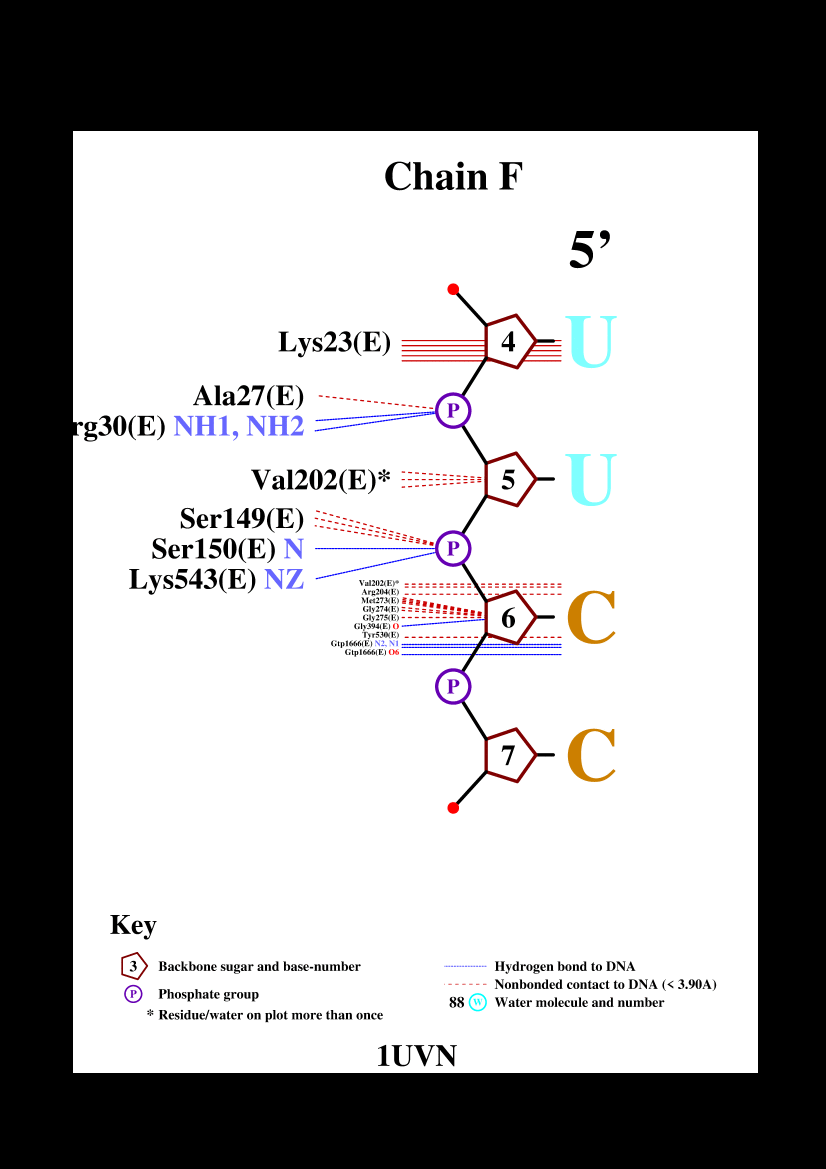 Chain F
5’
Lys23(E)
4 U
Ala27(E)
P
rg30(E) NH1, NH2
Val202(E)*
5 U
Ser149(E)
Ser150(E) N
P
Lys543(E) NZ
Val202(E)*
Arg204(E)
Met273(E)
Gly274(E)
Gly275(E)
6 C
Gly394(E) O
Tyr530(E)
Gtp1666(E) N2, N1
Gtp1666(E) O6
P
7 C
Key
3 Backbone sugar and base-number
P Phosphate group
* Residue/water on plot more than once
Hydrogen bond to DNA
Nonbonded contact to DNA (< 3.90A)
88 W Water molecule and number
1UVN